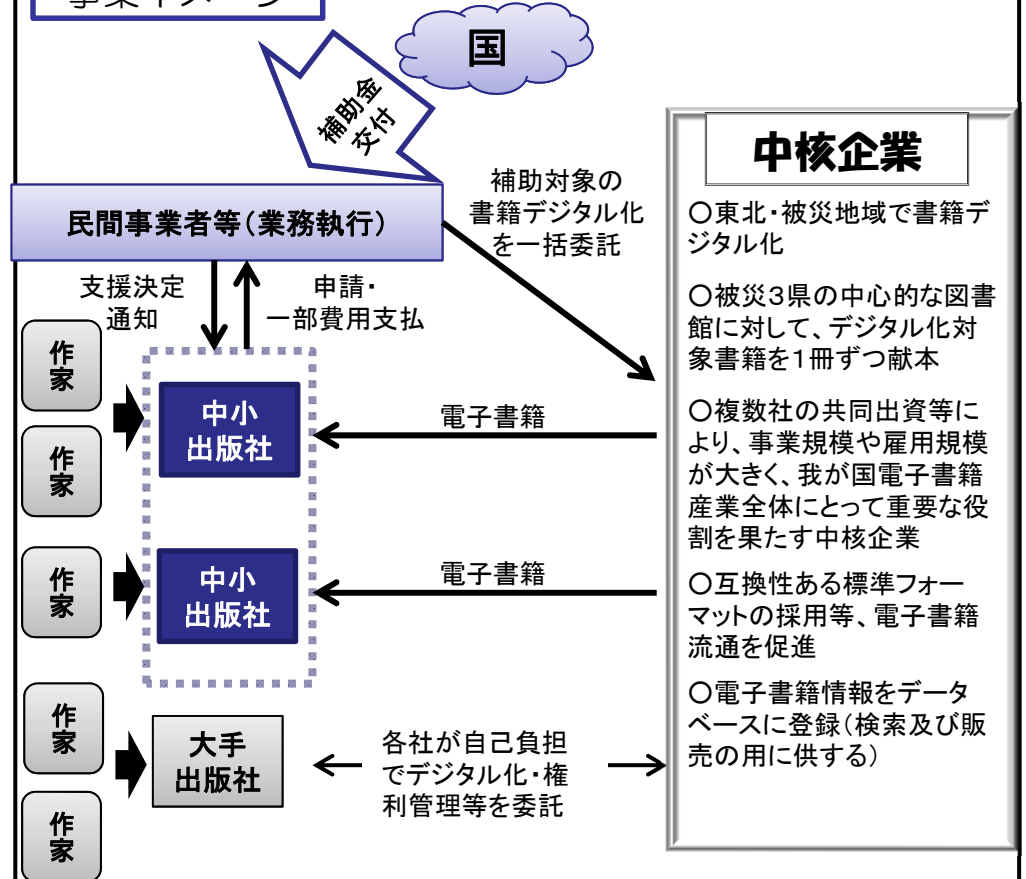 事業イメージ
国
補助金
交付
民間事業者等(業務執行)
補助対象の
書籍デジタル化
を一括委託
支援決定
通知
申請・
一部費用支払
作家
作家
作家
作家
作家
中小
出版社
中小
出版社
大手
出版社
電子書籍
電子書籍
各社が自己負担
でデジタル化・権
利管理等を委託
中核企業
○東北・被災地域で書籍デ
ジタル化
○被災3県の中心的な図書
館に対して、デジタル化対
象書籍を1冊ずつ献本
○複数社の共同出資等に
より、事業規模や雇用規模
が大きく、我が国電子書籍
産業全体にとって重要な役
割を果たす中核企業
○互換性ある標準フォー
マットの採用等、電子書籍
流通を促進
○電子書籍情報をデータ
ベースに登録(検索及び販
売の用に供する)